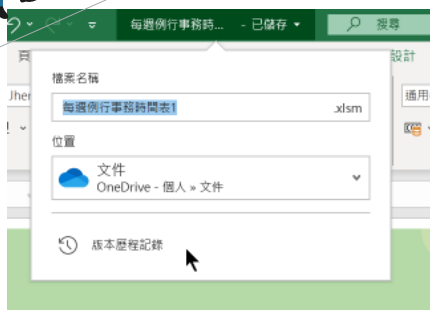 每週例行事務時... - 已儲存
搜尋
檔案名稱
每週例行事務時間表1
.xlsm
位置
文件
OneDrive - 個人 » 文件
版本歷程記錄
設計
通用